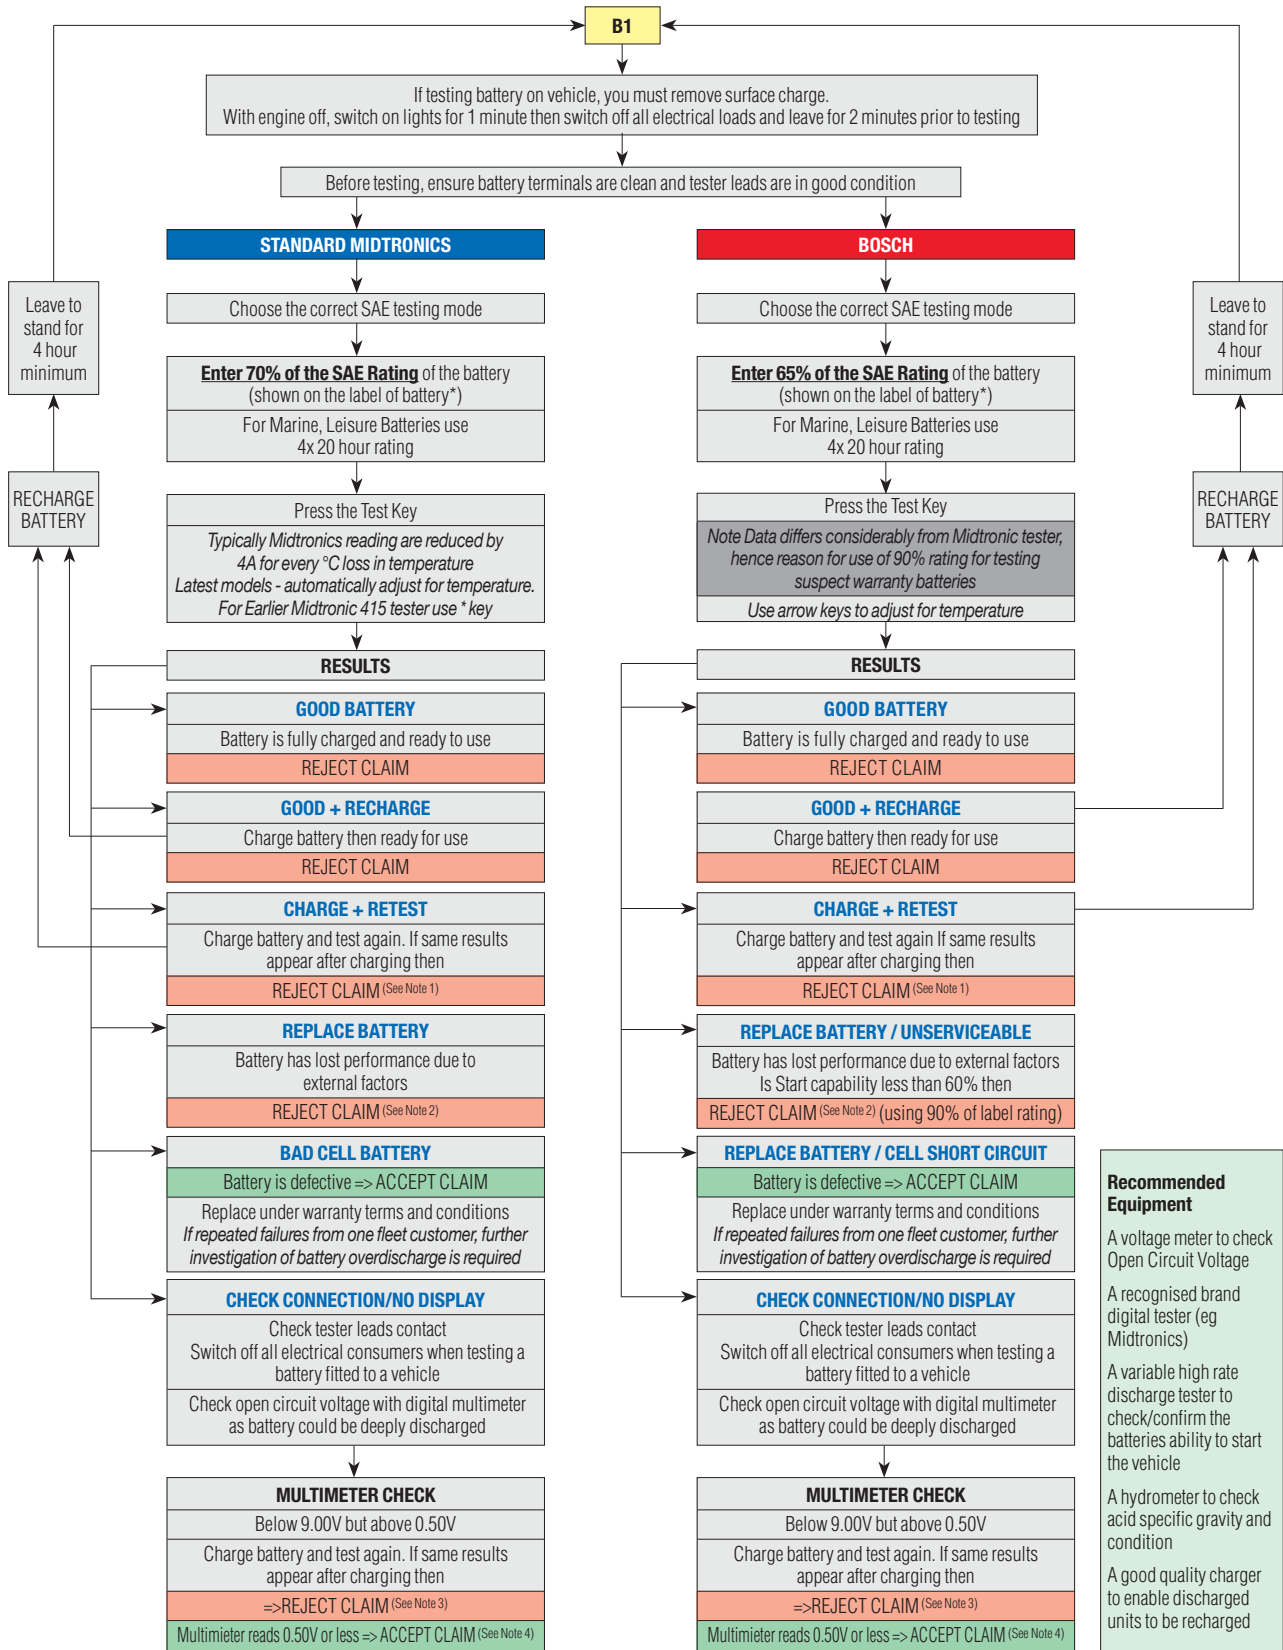 B1
If testing battery on vehicle, you must remove surface charge.
With engine off, switch on lights for 1 minute then switch off all electrical loads and leave for 2 minutes prior to testing
Before testing, ensure battery terminals are clean and tester leads are in good condition
Leave to
stand for
4 hour
minimum
RECHARGE
BATTERY
STANDARD MIDTRONICS
Choose the correct SAE testing mode
Enter 70% of the SAE Rating of the battery
(shown on the label of battery*)
For Marine, Leisure Batteries use
4x 20 hour rating
Press the Test Key
Typically Midtronics reading are reduced by
4A for every °C loss in temperature
Latest models - automatically adjust for temperature.
For Earlier Midtronic 415 tester use * key
RESULTS
GOOD BATTERY
Battery is fully charged and ready to use
REJECT CLAIM
GOOD + RECHARGE
Charge battery then ready for use
REJECT CLAIM
CHARGE + RETEST
Charge battery and test again. If same results
appear after charging then
REJECT CLAIM (See Note 1)
REPLACE BATTERY
Battery has lost performance due to
external factors
REJECT CLAIM (See Note 2)
BAD CELL BATTERY
Battery is defective => ACCEPT CLAIM
Replace under warranty terms and conditions
If repeated failures from one fleet customer, further
investigation of battery overdischarge is required
CHECK CONNECTION/NO DISPLAY
Check tester leads contact
Switch off all electrical consumers when testing a
battery fitted to a vehicle
Check open circuit voltage with digital multimeter
as battery could be deeply discharged
MULTIMETER CHECK
Below 9.00V but above 0.50V
Charge battery and test again. If same results
appear after charging then
=>REJECT CLAIM (See Note 3)
Multimieter reads 0.50V or less => ACCEPT CLAIM (See Note 4)
BOSCH
Choose the correct SAE testing mode
Enter 65% of the SAE Rating of the battery
(shown on the label of battery*)
For Marine, Leisure Batteries use
4x 20 hour rating
Press the Test Key
Note Data differs considerably from Midtronic tester,
hence reason for use of 90% rating for testing
suspect warranty batteries
Use arrow keys to adjust for temperature
RESULTS
GOOD BATTERY
Battery is fully charged and ready to use
REJECT CLAIM
GOOD + RECHARGE
Charge battery then ready for use
REJECT CLAIM
CHARGE + RETEST
Charge battery and test again If same results
appear after charging then
REJECT CLAIM (See Note 1)
REPLACE BATTERY / UNSERVICEABLE
Battery has lost performance due to external factors
Is Start capability less than 60% then
REJECT CLAIM (See Note 2) (using 90% of label rating)
REPLACE BATTERY / CELL SHORT CIRCUIT
Battery is defective => ACCEPT CLAIM
Replace under warranty terms and conditions
If repeated failures from one fleet customer, further
investigation of battery overdischarge is required
CHECK CONNECTION/NO DISPLAY
Check tester leads contact
Switch off all electrical consumers when testing a
battery fitted to a vehicle
Check open circuit voltage with digital multimeter
as battery could be deeply discharged
MULTIMETER CHECK
Below 9.00V but above 0.50V
Charge battery and test again. If same results
appear after charging then
=>REJECT CLAIM (See Note 3)
Multimieter reads 0.50V or less => ACCEPT CLAIM (See Note 4)
Leave to
stand for
4 hour
minimum
RECHARGE
BATTERY
Recommended
Equipment
A voltage meter to check
Open Circuit Voltage
A recognised brand
digital tester (eg
Midtronics)
A variable high rate
discharge tester to
check/confirm the
batteries ability to start
the vehicle
A hydrometer to check
acid specific gravity and
condition
A good quality charger
to enable discharged
units to be recharged